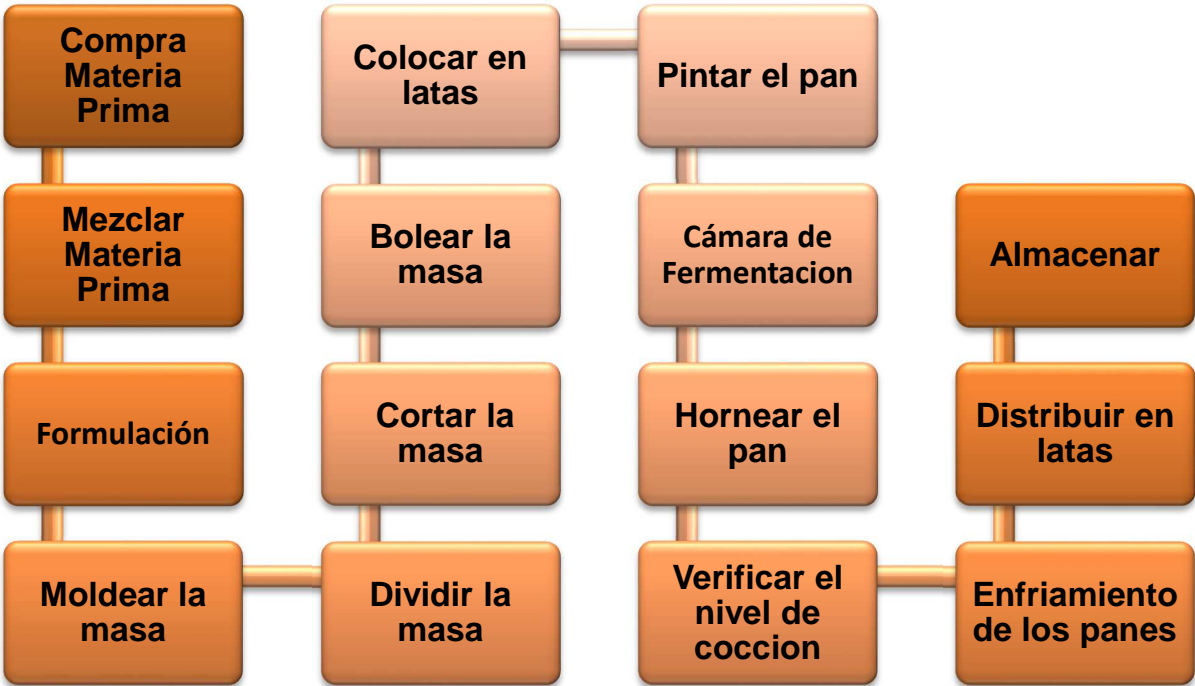 Compra
Materia
Prima
Mezclar
Materia
Prima
Formulación
Moldear la
masa
Dividir la
masa
Cortar la
masa
Bolear la
masa
Colocar en
latas
Pintar el pan
Cámara de
Fermentacion
Hornear el
pan
Verificar el
nivel de
coccion
Enfriamiento
de los panes
Distribuir en
latas
Almacenar